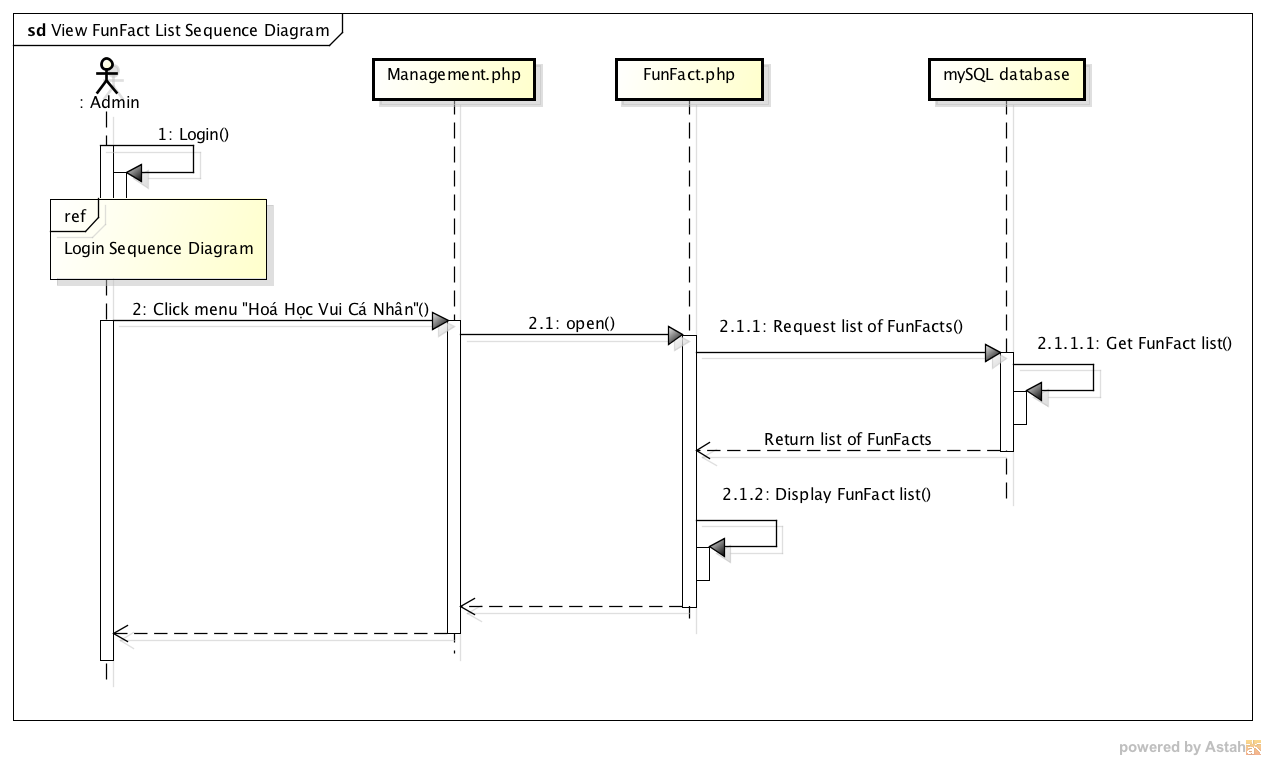 sd View FunFact List Sequence Diagram
: Admin
Management.php
FunFact.php
mySQL database
1: Login()
ref
Login Sequence Diagram
2: Click menu "Hoá Học Vui Cá Nhân"()
2.1: open()
2.1.1: Request list of FunFacts()
2.1.1.1: Get FunFact list()
Return list of FunFacts
2.1.2: Display FunFact list()
powered by Astah